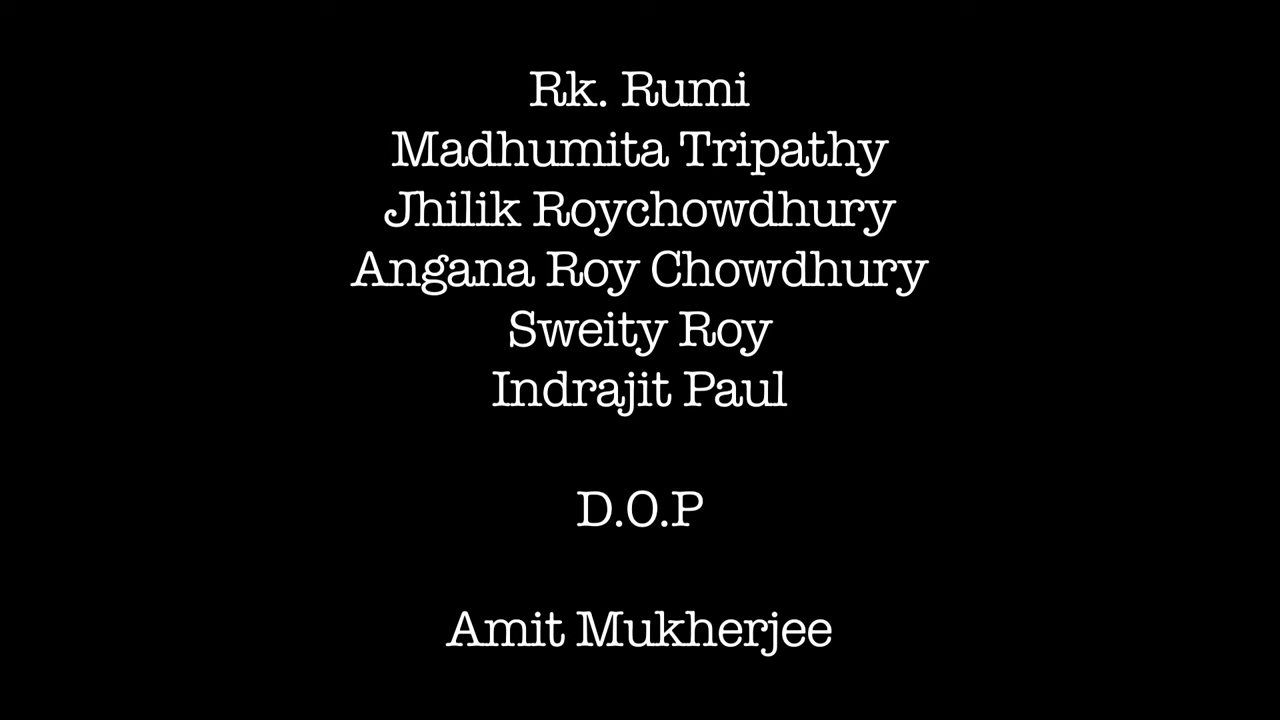 Rk. Rumi
Madhumita Tripathy
Jhilik Roychowdhury
Angana Roy Chowdhury
Sweity Roy
Indrajit Paul
D.O.P
Amit Mukherjee